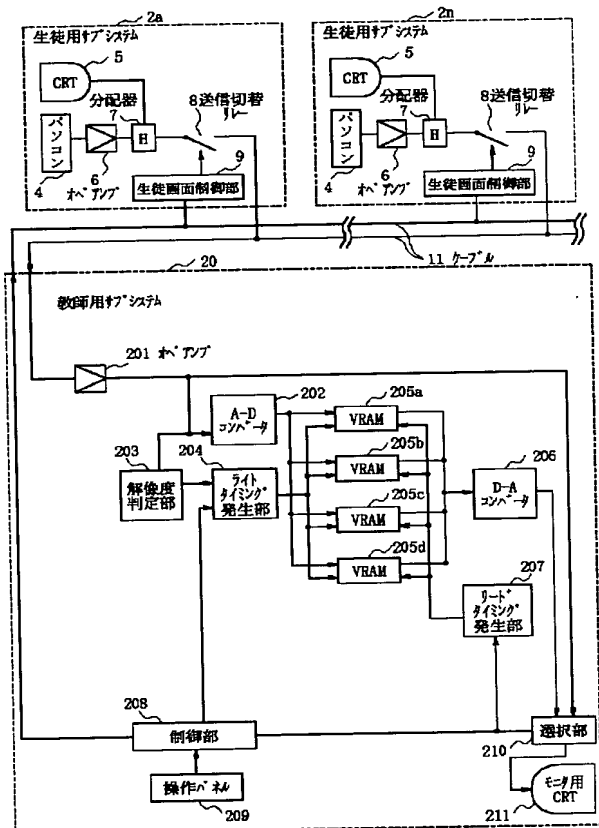 2a
生徒用サブシステム
5
CRT
分配器
7
8送信切替
リレー
パソコン
H
9
4
6
オペアンプ
生徒画面制御部
2n
生徒用サブシステム
5
CRT
分配器
7
8送信切替
リレー
パソコン
H
9
4
6
オペアンプ
生徒画面制御部
20
11 ケーブル
教師用サブシステム
201 オペアンプ
202
A-D
コンバータ
205a
VRAM
203
解像度
判定部
204
ライト
タイミング
発生部
205b
VRAM
205c
VRAM
205d
VRAM
206
D-A
コンバータ
207
リード
タイミング
発生部
208
制御部
操作パネル
209
選択部
210
モニタ用
CRT
211